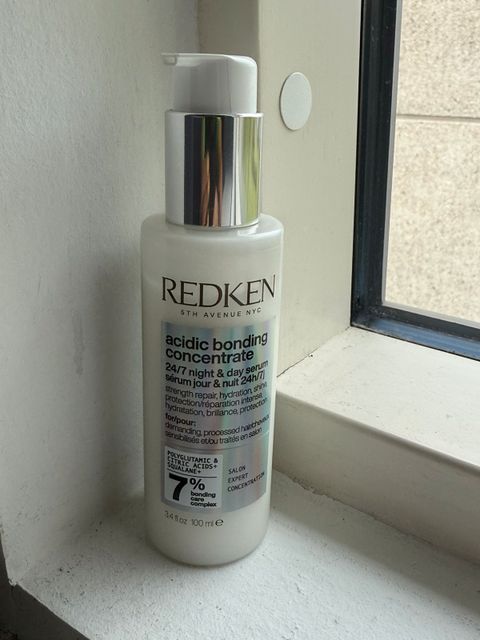 REDKEN
5TH AVENUE NYC
acidic bonding
concentrate
24/7 night & day serum
sérum jour & nuit 24h/7j
strength repair, hydration, shine,
protection/réparation intense,
hydratation, brillance, protection
for/pour:
demanding, processed hair/cheveux
sensibilisés et/ou traités en salon
POLYGLUTAMIC &
CITRIC ACIDS+
SQUALANE+
7%
bonding
care
complex
SALON
EXPERT
CONCENTRATION
3.4 fl oz 100 ml e